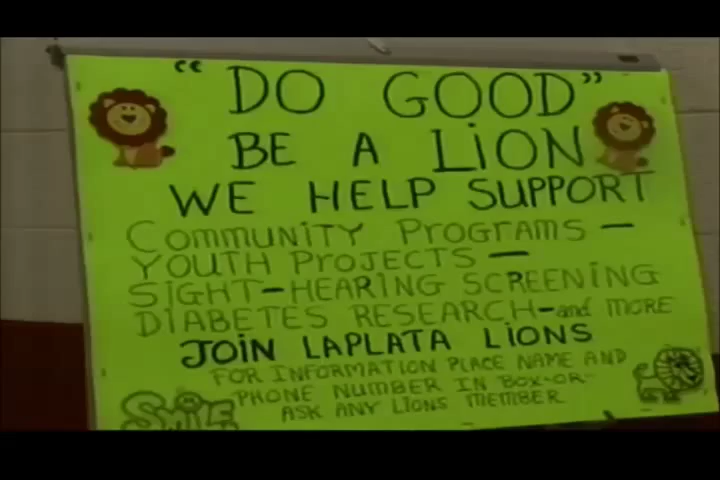 "DO GOOD"
BE A LiON
WE HELP SUPPORT
COMMUNiTY PROGRAMS —
YOUTH PROJECTS —
SiGHT-HEARiNG SCREENiNG
DiABETES RESEARCH-and MORE
JOiN LAPLATA LiONS
FOR INFORMATION PLACE NAME AND
PHONE NUMBER IN BOX-OR-
ASK ANY LIONS MEMBER
SMiLE